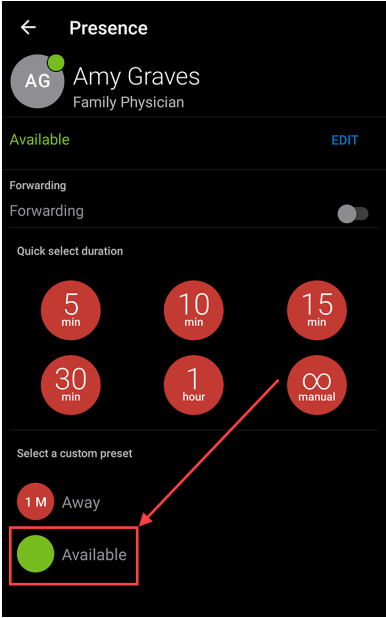 Presence
AG
Amy Graves
Family Physician
Available
EDIT
Forwarding
Forwarding
Quick select duration
5
min
10
min
15
min
30
min
1
hour
∞
manual
Select a custom preset
1 M
Away
Available